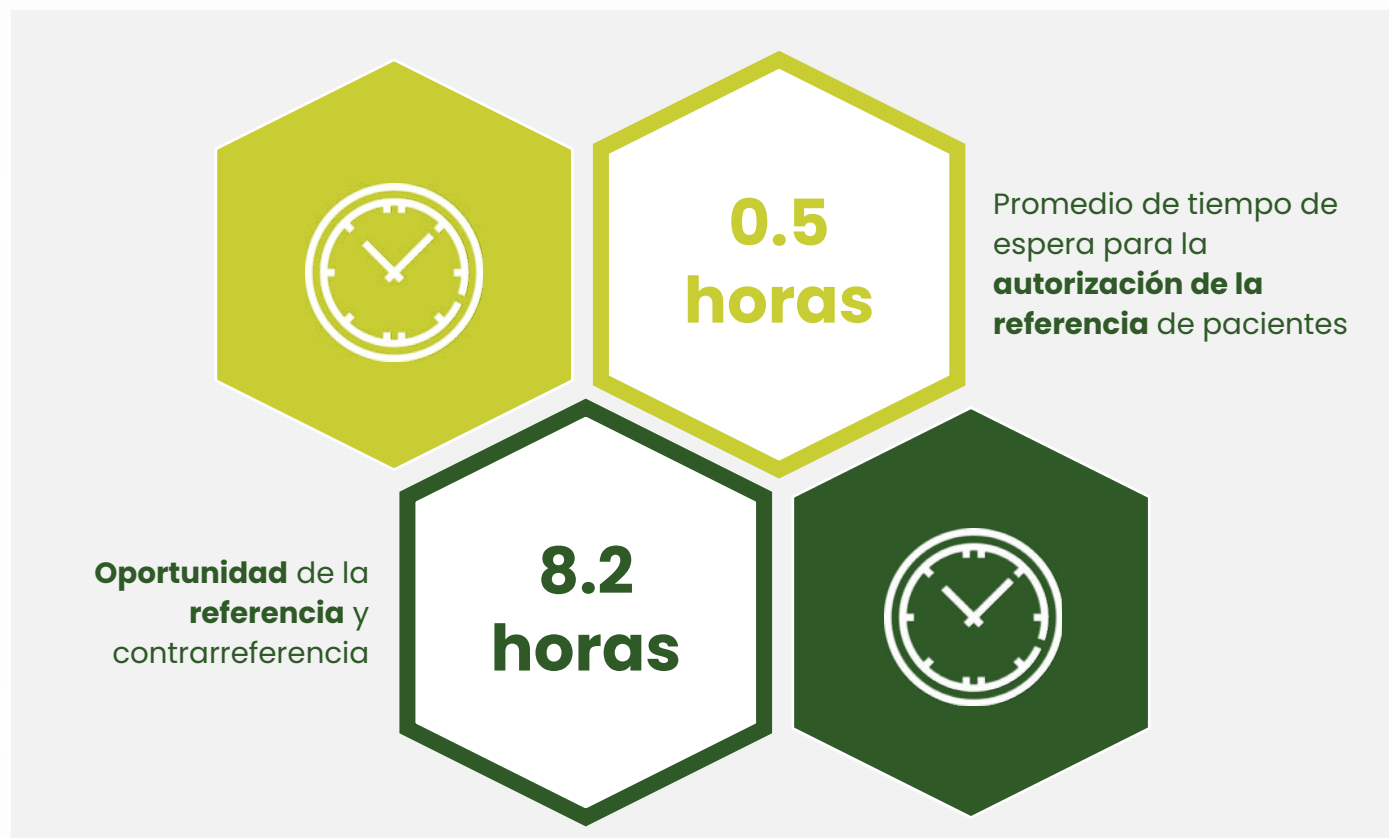 0.5
horas
Promedio de tiempo de
espera para la
autorización de la
referencia de pacientes
Oportunidad de la
referencia y
contrarreferencia
8.2
horas